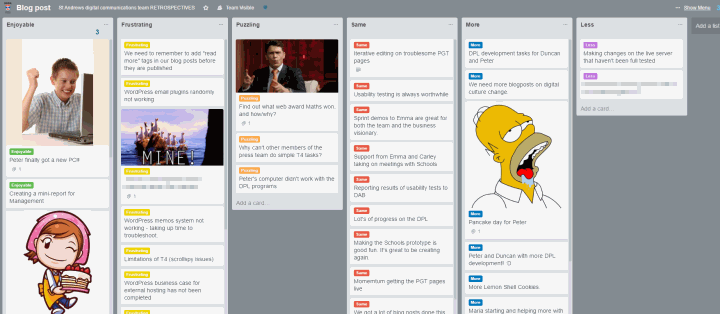 Blog post
St Andrews digital communications team RETROSPECTIVES
Team Visible
Show Menu
Enjoyable
3
Enjoyable
Peter finally got a new PC!!
1
Enjoyable
Creating a mini-report for
Management
Frustrating
Frustrating
We need to remember to add "read
more" tags in our blog posts before
they are published.
Frustrating
WordPress email plugins randomly
not working
MINE!
Frustrating
1
Frustrating
WordPress memos system not
working - taking up time to
troubleshoot.
Frustrating
Limitations of T4 (scrollspy issues)
Frustrating
WordPress business case for
external hosting has not been
completed
Frustrating
Puzzling
Puzzling
Find out what web award Maths won.
and how/why?
1
Puzzling
Why can't other members of the
press team do simple T4 tasks?
Puzzling
Peter's computer didn't work with the
DPL programs
Add a card...
Same
Same
Iterative editing on troublesome PGT
pages
Same
Usability testing is always worthwhile
Same
Sprint demos to Emma are great for
both the team and the business
visionary.
Same
Support from Emma and Carley
taking on meetings with Schools
Same
Reporting results of usability tests to
DAB
Same
Lot's of progress on the DPL
Same
Making the Schools prototype is
good fun. It's great to be creating
again.
Same
Momentum getting the PGT pages
live
Same
We got a lot of blog posts done this
More
More
DPL development tasks for Duncan
and Peter
More
We need more blogposts on digital
culture change.
More
Pancake day for Peter
1
More
Peter and Duncan with more DPL
development!! :D
More
More Lemon Shell Cookies.
More
Maria starting and helping more with
Less
Less
Making changes on the live server
that haven't been full tested
Less
Add a card...
Add a list